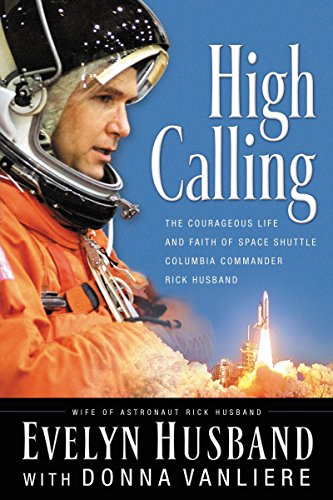 High
Calling
THE COURAGEOUS LIFE
AND FAITH OF SPACE SHUTTLE
COLUMBIA COMMANDER
RICK HUSBAND
WIFE OF ASTRONAUT RICK HUSBAND
EVELYN HUSBAND
WITH DONNA VANLIERE